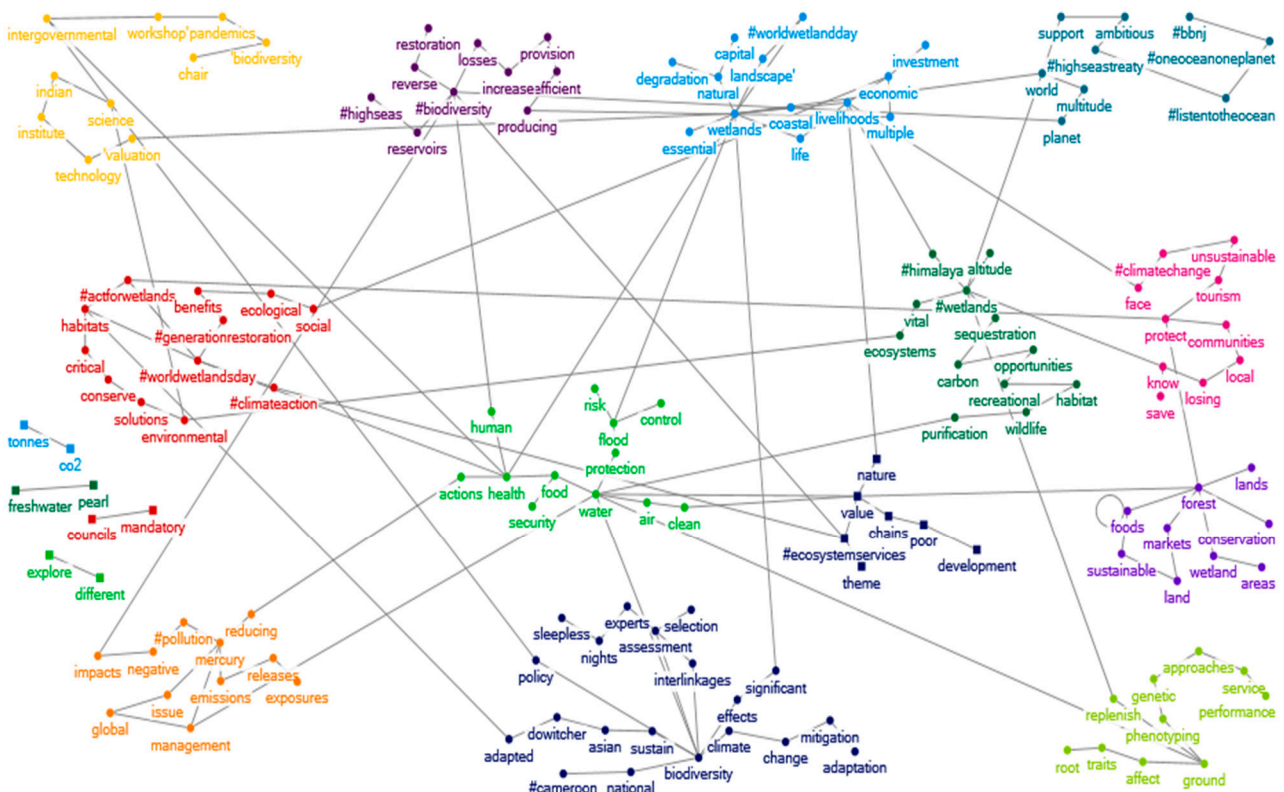 intergovernmental
workshop'
pandemics
'biodiversity
chair
indian
science
institute
valuation
technology
restoration
losses
provision
reverse
increase
efficient
#highseas
#biodiversity
producing
reservoirs
#worldwetlandday
capital
landscape'
degradation
natural
investment
economic
wetlands
coastal
livelihoods
multiple
essential
life
support
ambitious
#bbnj
#highseastreaty
#oneoceanoneplanet
world
multitude
#listentotheocean
planet
#actforwetlands
benefits
ecological
social
habitats
#generationrestoration
critical
#worldwetlandsday
conserve
#climateaction
solutions
environmental
#himalaya
altitude
#wetlands
vital
sequestration
ecosystems
opportunities
carbon
recreational
habitat
purification
wildlife
unsustainable
#climatechange
face
tourism
protect
communities
know
local
losing
save
risk
control
human
flood
protection
actions
health
food
security
water
air
clean
tonnes
co2
freshwater
pearl
councils
mandatory
explore
different
nature
value
chains
poor
#ecosystemservices
development
theme
lands
forest
foods
markets
conservation
sustainable
wetland
areas
land
#pollution
reducing
mercury
impacts
negative
releases
emissions
exposures
issue
global
management
experts
selection
sleepless
assessment
nights
interlinkages
policy
significant
effects
dowitcher
mitigation
adapted
asian
sustain
climate
change
adaptation
biodiversity
#cameroon
national
approaches
genetic
service
performance
replenish
phenotyping
root
traits
affect
ground